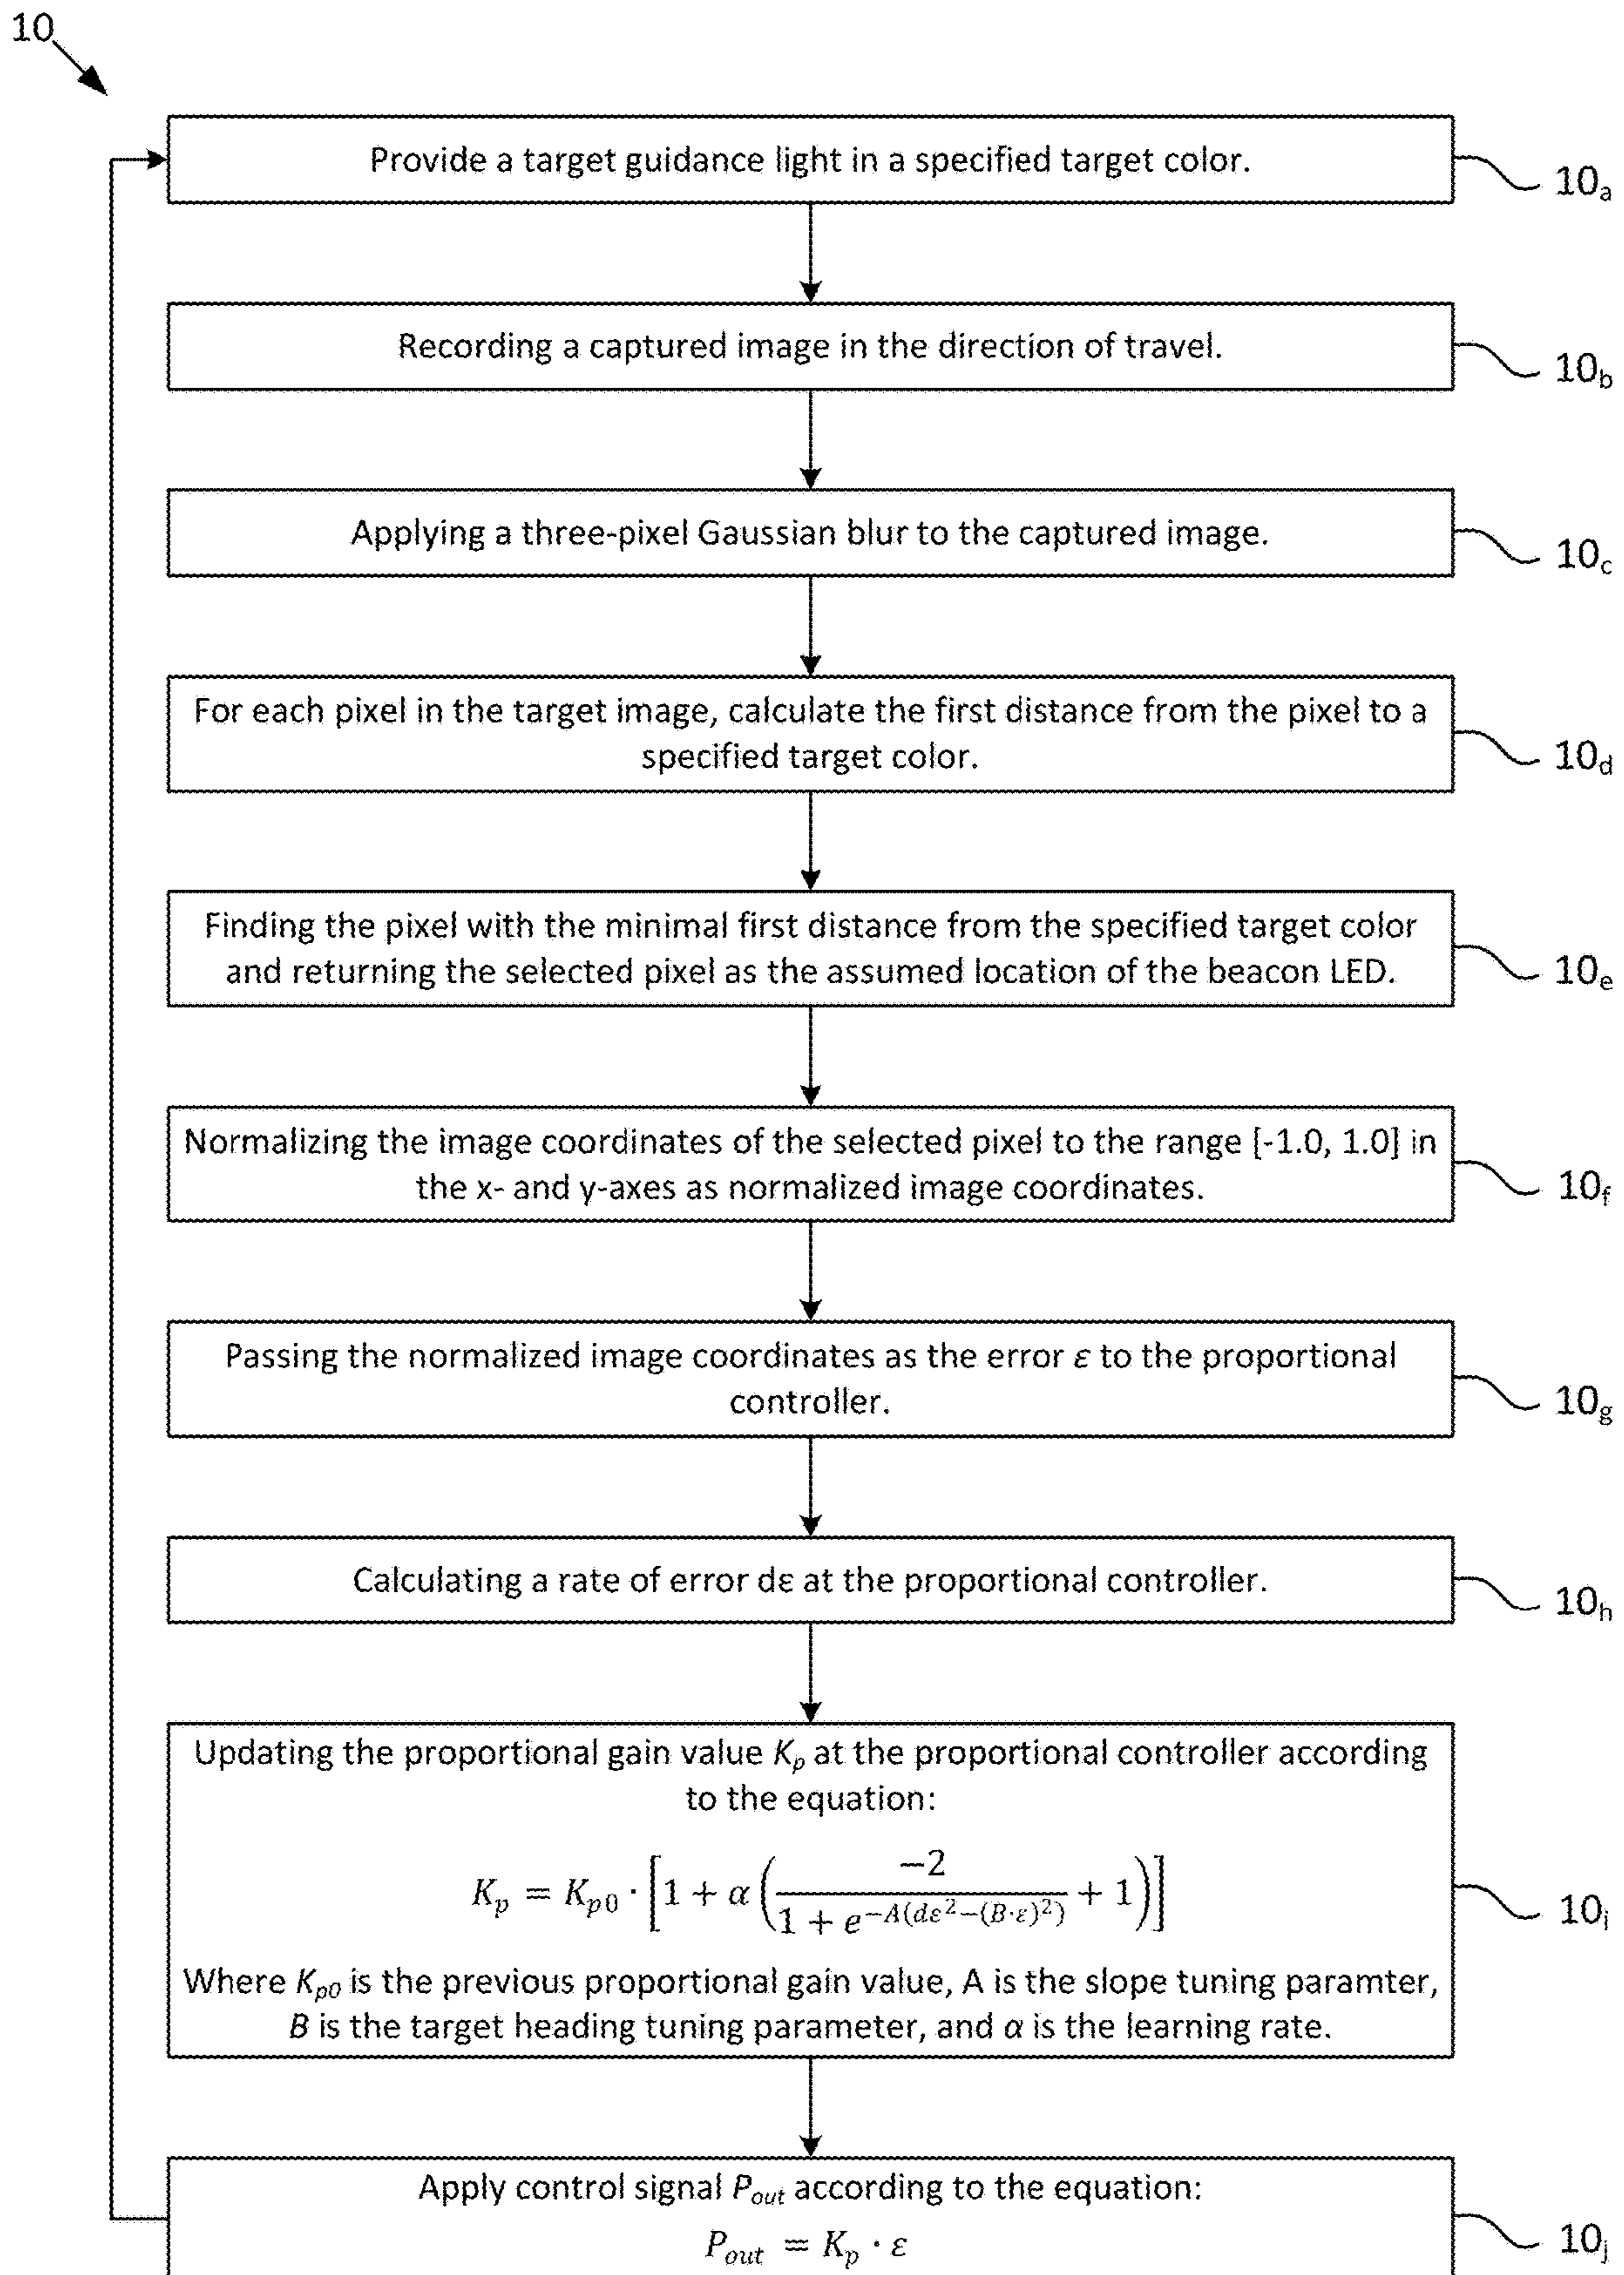 10
Provide a target guidance light in a specified target color.
10a
Recording a captured image in the direction of travel.
10b
Applying a three-pixel Gaussian blur to the captured image.
10c
For each pixel in the target image, calculate the first distance from the pixel to a
specified target color.
10d
Finding the pixel with the minimal first distance from the specified target color
and returning the selected pixel as the assumed location of the beacon LED.
10e
Normalizing the image coordinates of the selected pixel to the range [-1.0, 1.0] in
the x- and y-axes as normalized image coordinates.
10f
Passing the normalized image coordinates as the error ε to the proportional
controller.
10g
Calculating a rate of error dε at the proportional controller.
10h
Updating the proportional gain value Kp at the proportional controller according
to the equation:
Kp = Kp0 · [1 + α (-2 / (1 + e^(-A(dε²-(B·ε)²))) + 1)]
10i
Where Kp0 is the previous proportional gain value, A is the slope tuning paramter,
B is the target heading tuning parameter, and α is the learning rate.
Apply control signal Pout according to the equation:
Pout = Kp · ε
10j